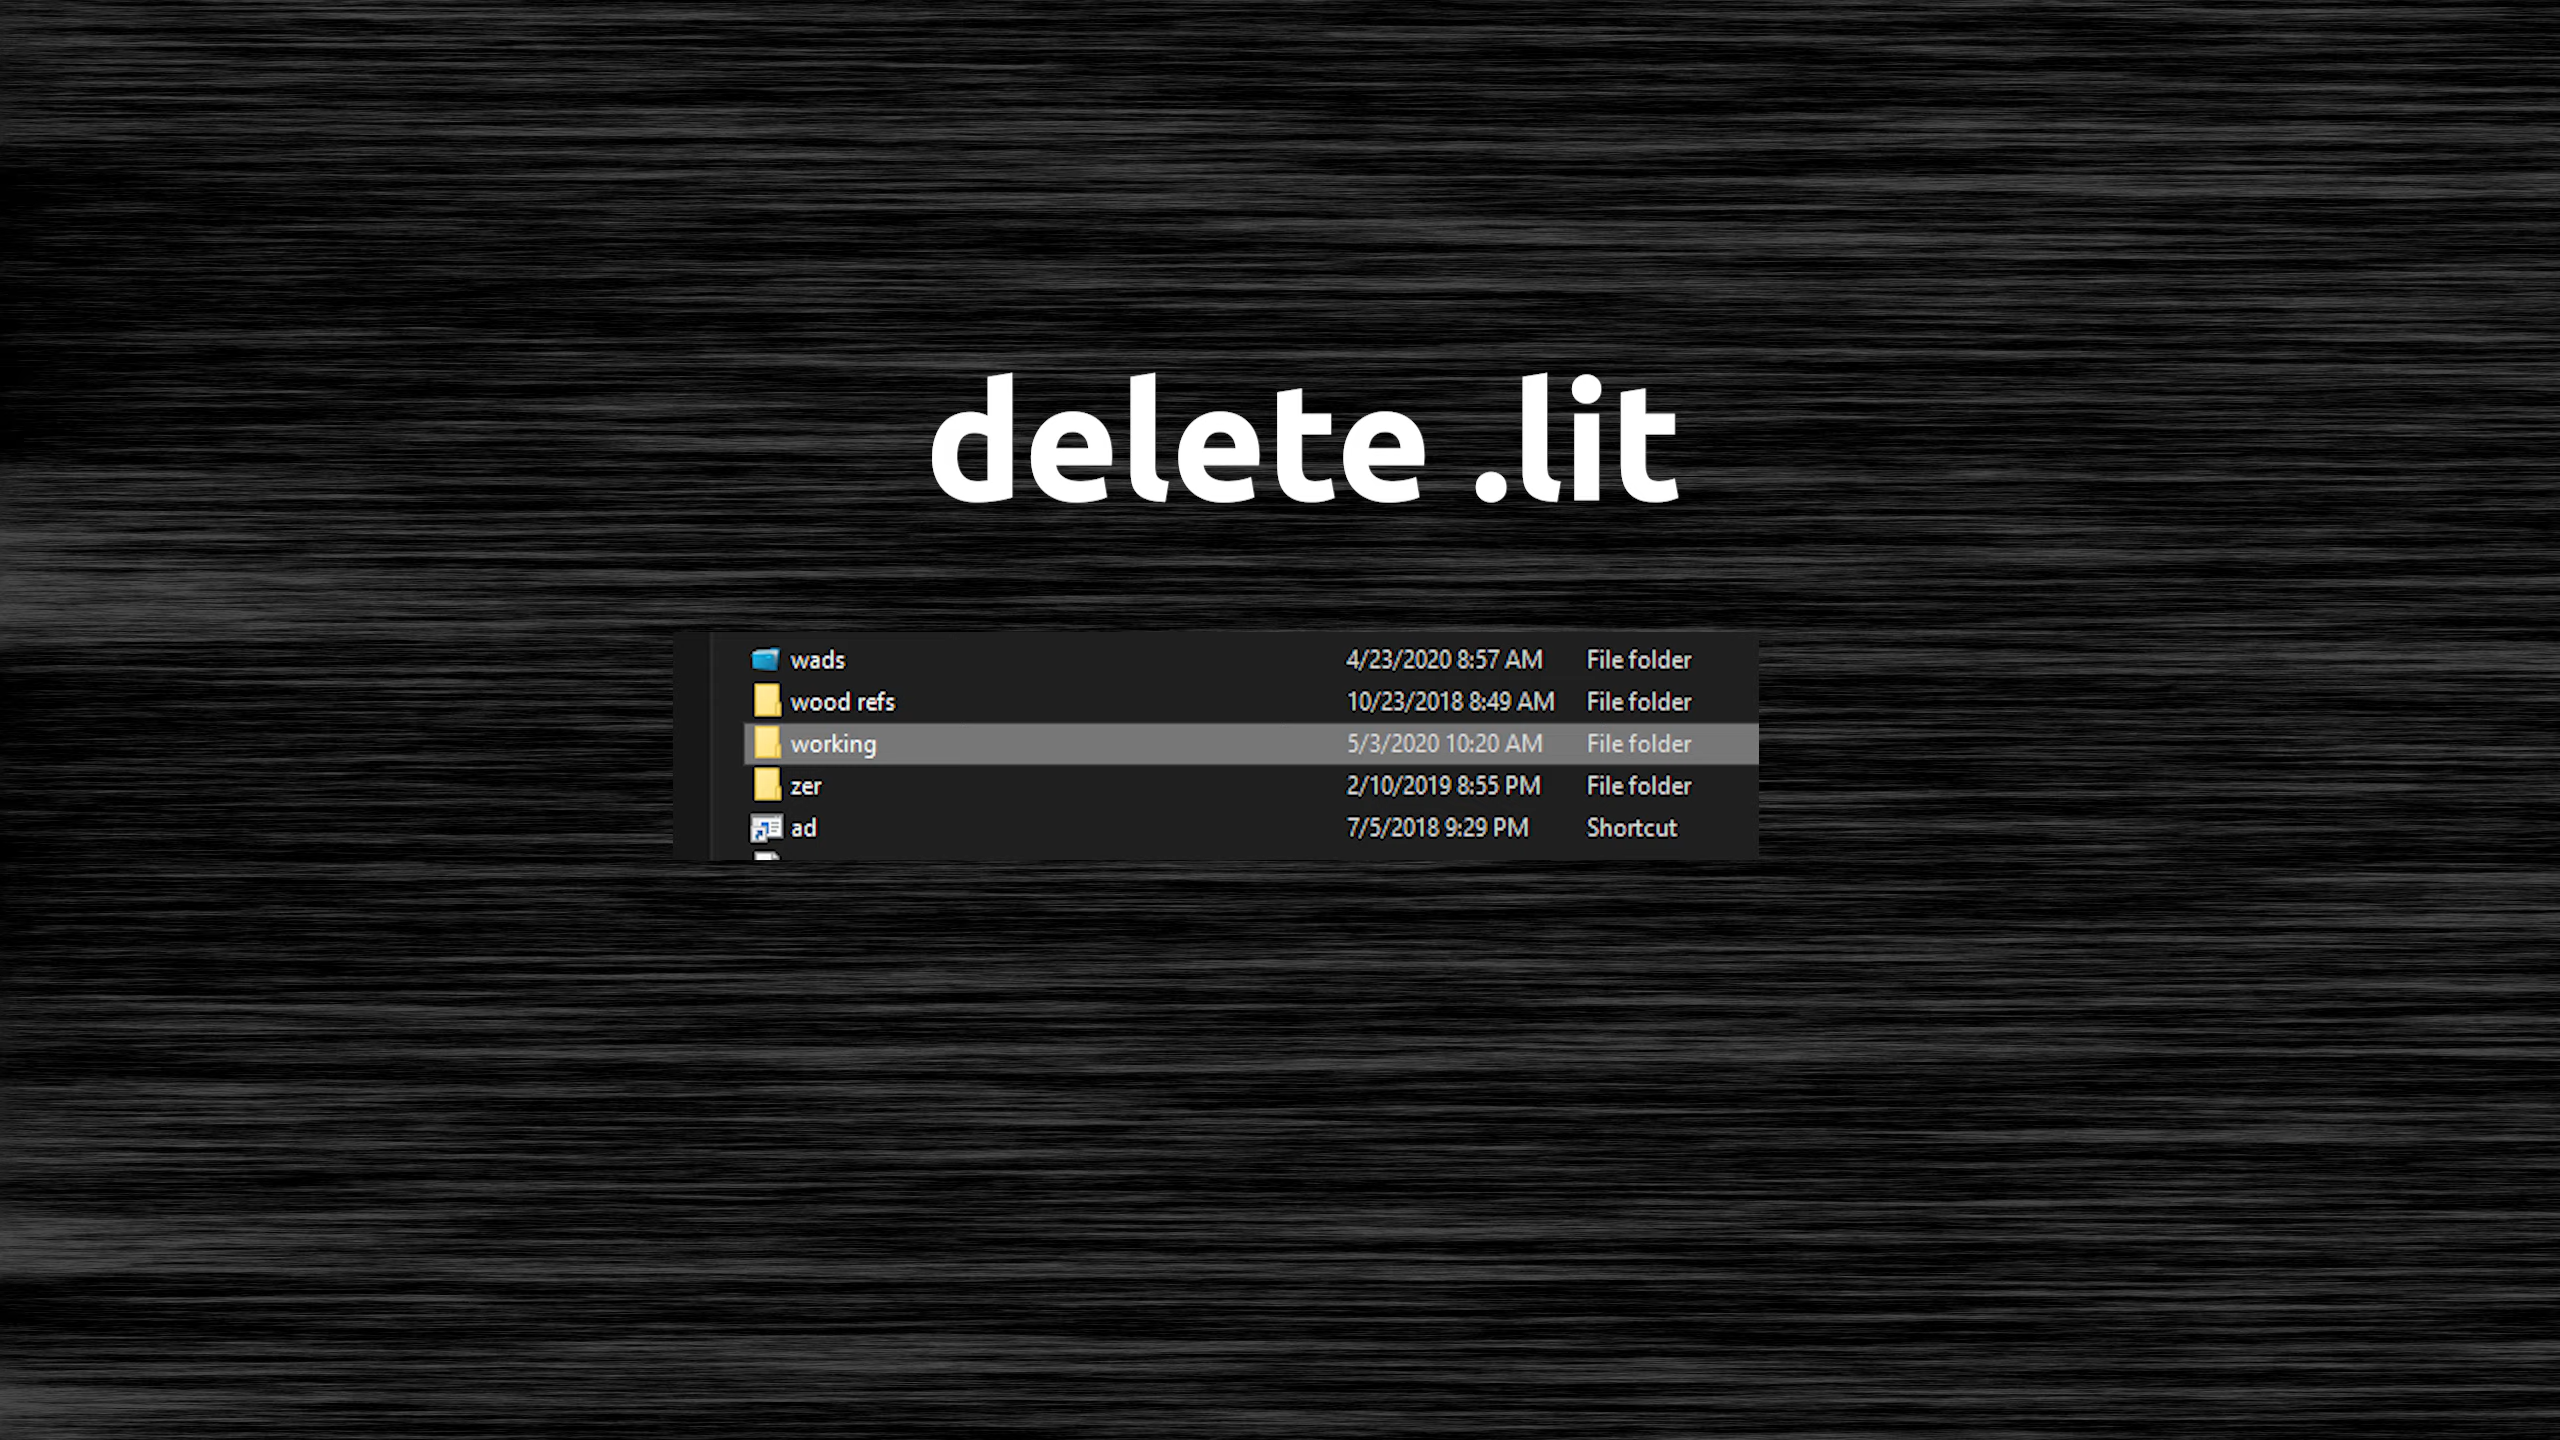 delete .lit
wads 4/23/2020 8:57 AM File folder
wood refs 10/23/2018 8:49 AM File folder
working 5/3/2020 10:20 AM File folder
zer 2/10/2019 8:55 PM File folder
ad 7/5/2018 9:29 PM Shortcut